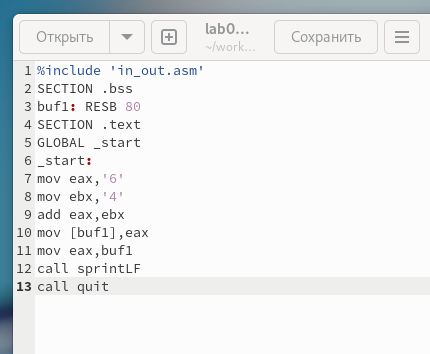 Открыть
lab0...
~/work...
Сохранить
1 %include 'in_out.asm'
2 SECTION .bss
3 buf1: RESB 80
4 SECTION .text
5 GLOBAL _start
6 _start:
7 mov eax,'6'
8 mov ebx,'4'
9 add eax,ebx
10 mov [buf1],eax
11 mov eax,buf1
12 call sprintLF
13 call quit